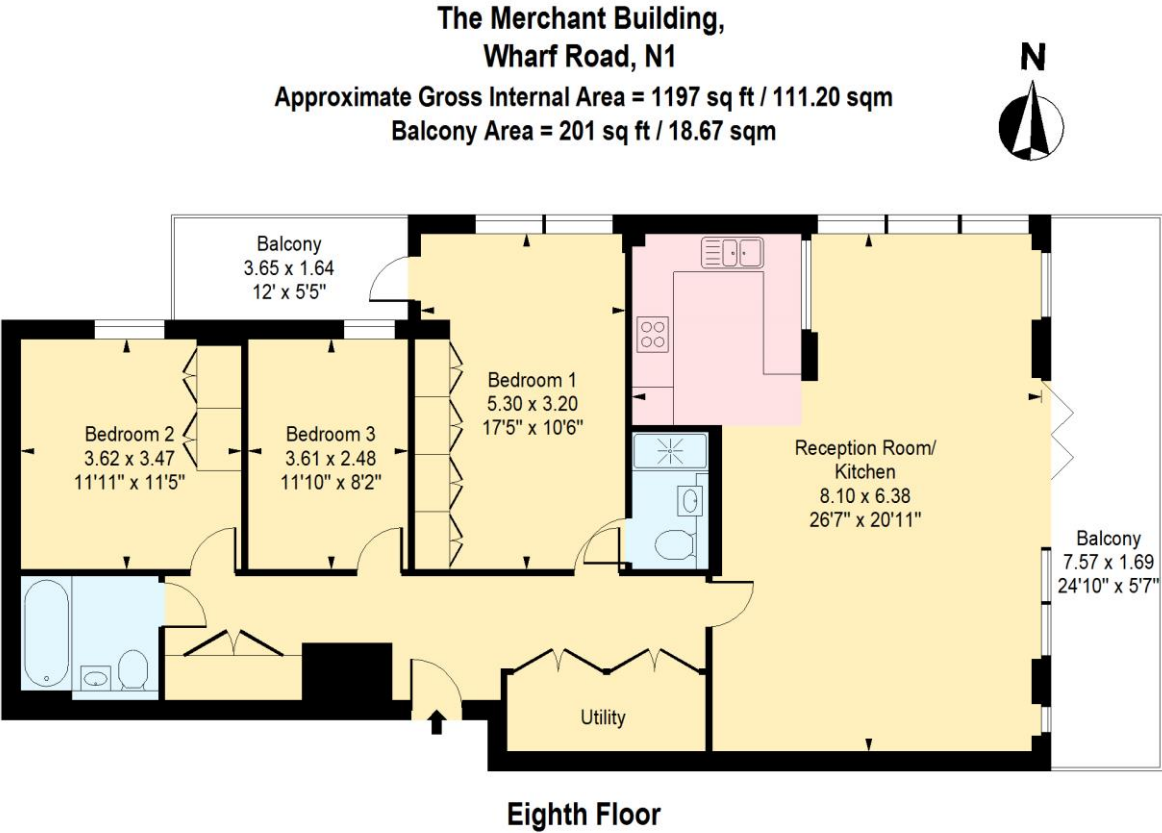 The Merchant Building,
Wharf Road, N1
Approximate Gross Internal Area = 1197 sq ft / 111.20 sqm
Balcony Area = 201 sq ft / 18.67 sqm
N
Balcony
3.65 x 1.64
12' x 5'5"
Bedroom 1
5.30 x 3.20
17'5" x 10'6"
Bedroom 2
3.62 x 3.47
11'11" x 11'5"
Bedroom 3
3.61 x 2.48
11'10" x 8'2"
Reception Room/
Kitchen
8.10 x 6.38
26'7" x 20'11"
Balcony
7.57 x 1.69
24'10" x 5'7"
Utility
Eighth Floor